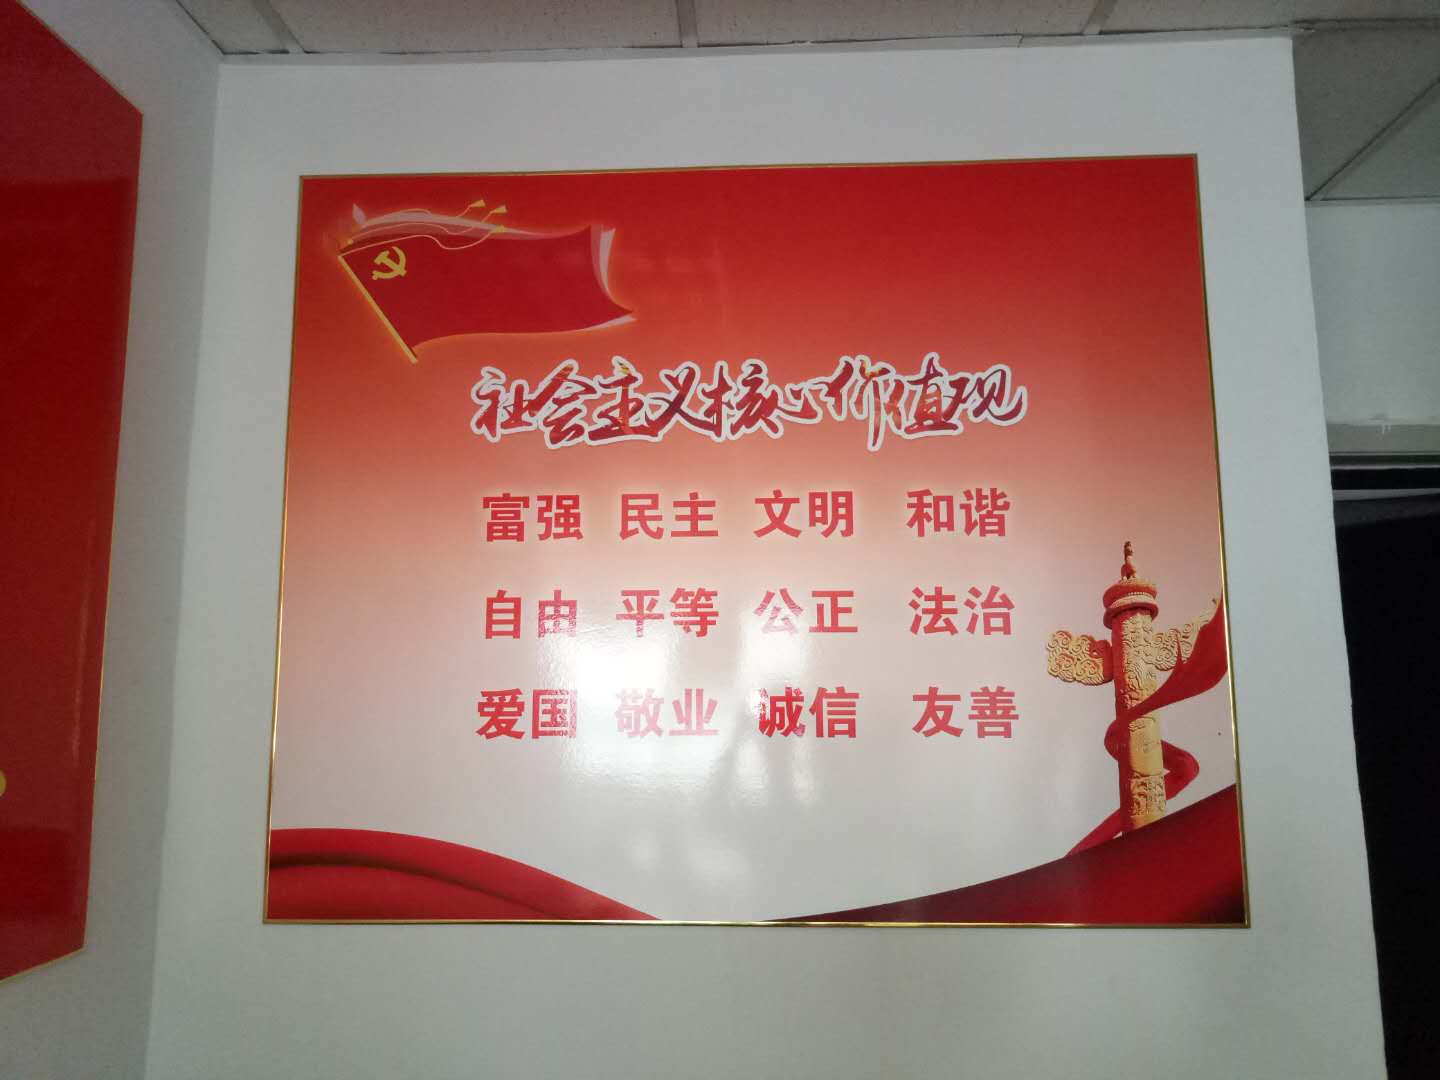 社会主义核心价值观
富强 民主 文明 和谐
自由 平等 公正 法治
爱国 敬业 诚信 友善